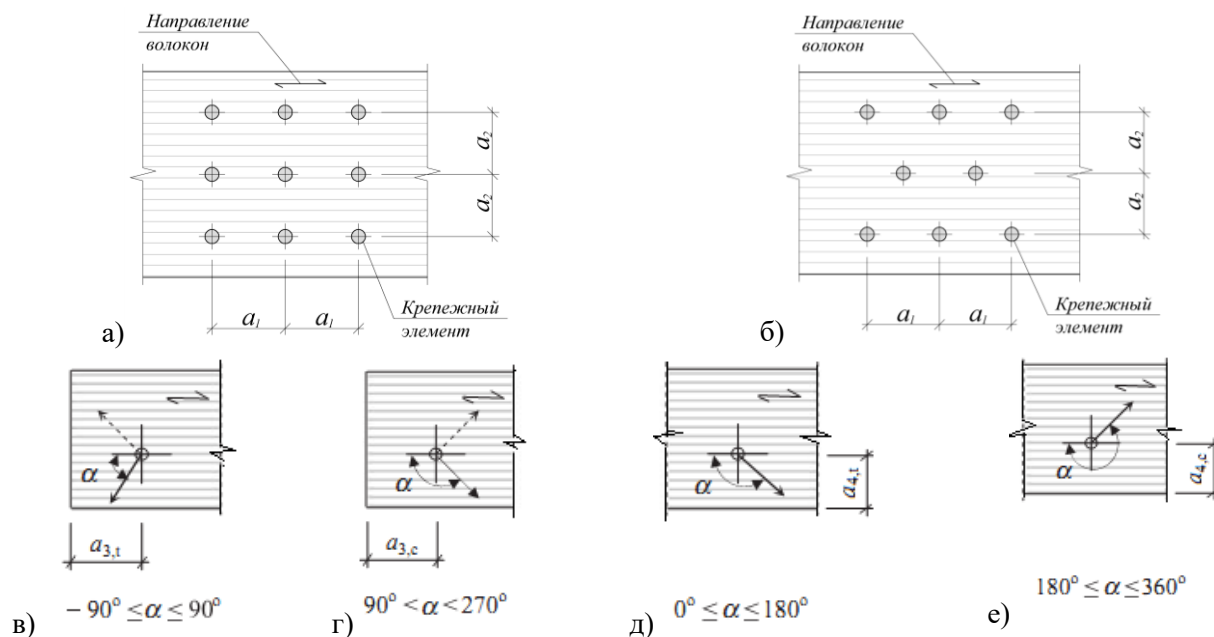 Направление
волокон
a₂
a₂
a₁
a₁
Крепежный
элемент
а)
Направление
волокон
a₂
a₂
a₁
a₁
Крепежный
элемент
б)
α
a₃,t
− 90° ≤ α ≤ 90°
в)
α
a₃,c
90° < α < 270°
г)
α
a₄,t
0° ≤ α ≤ 180°
д)
α
a₄,c
180° ≤ α ≤ 360°
е)